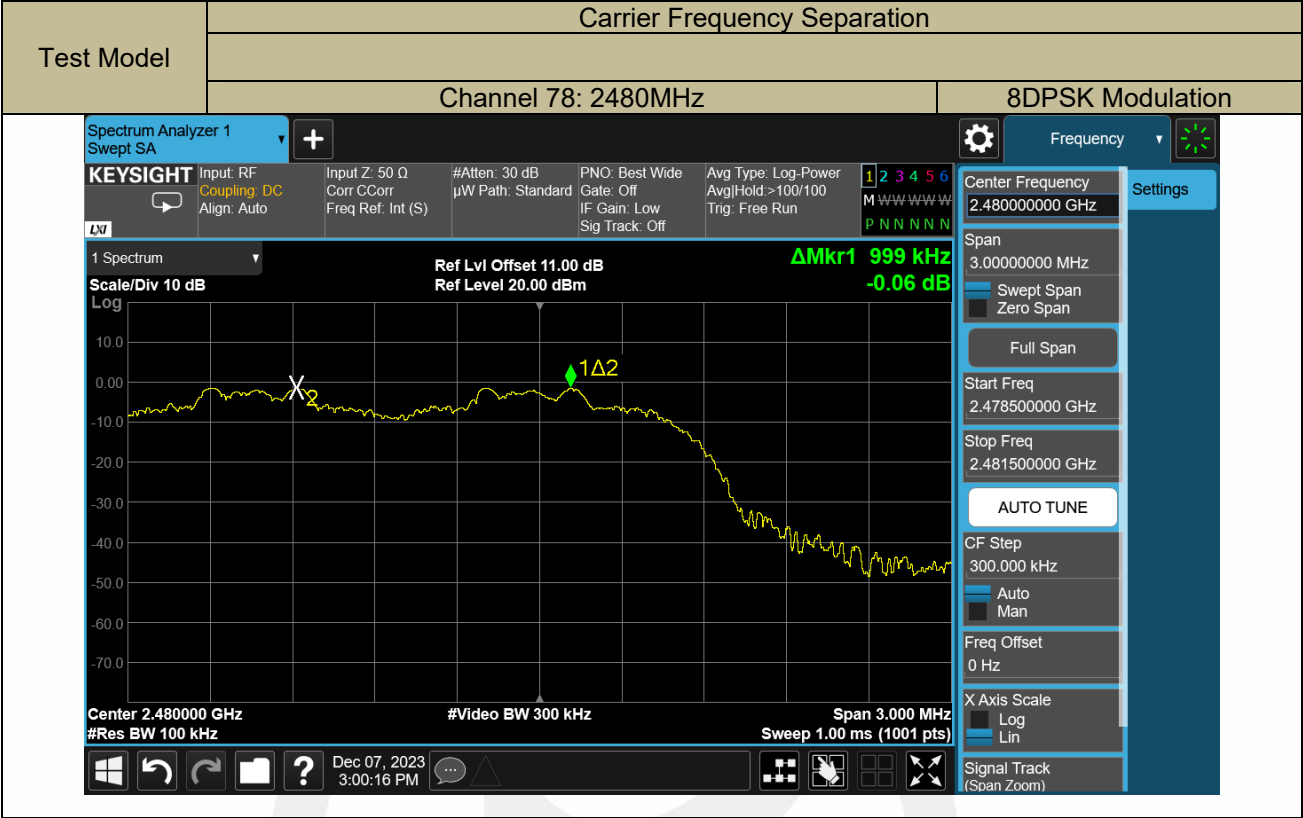 Test Model
Carrier Frequency Separation
Channel 78: 2480MHz
8DPSK Modulation
Spectrum Analyzer 1
Swept SA
+
Frequency
KEYSIGHT
LXI
Input: RF
Coupling: DC
Align: Auto
Input Z: 50 Ω
Corr CCorr
Freq Ref: Int (S)
#Atten: 30 dB
µW Path: Standard
PNO: Best Wide
Gate: Off
IF Gain: Low
Sig Track: Off
Avg Type: Log-Power
Avg|Hold:>100/100
Trig: Free Run
1 2 3 4 5 6
M W W W W W
P N N N N N
Center Frequency
2.480000000 GHz
Settings
Span
3.00000000 MHz
Swept Span
Zero Span
Full Span
Start Freq
2.478500000 GHz
Stop Freq
2.481500000 GHz
AUTO TUNE
CF Step
300.000 kHz
Auto
Man
Freq Offset
0 Hz
X Axis Scale
Log
Lin
Signal Track
(Span Zoom)
1 Spectrum
Scale/Div 10 dB
Log
Ref Lvl Offset 11.00 dB
Ref Level 20.00 dBm
ΔMkr1 999 kHz
-0.06 dB
10.0
0.00
-10.0
-20.0
-30.0
-40.0
-50.0
-60.0
-70.0
X
2
1Δ2
Center 2.480000 GHz
#Res BW 100 kHz
#Video BW 300 kHz
Span 3.000 MHz
Sweep 1.00 ms (1001 pts)
?
Dec 07, 2023
3:00:16 PM